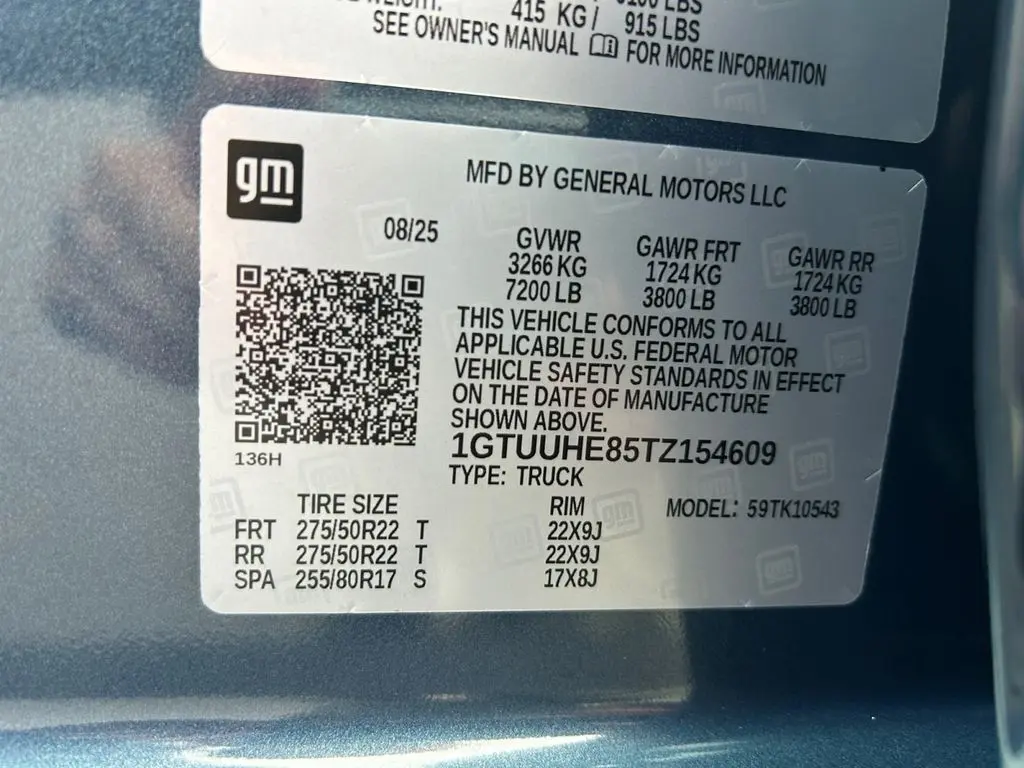 415 KG / 915 LBS
SEE OWNER'S MANUAL FOR MORE INFORMATION
gm
MFD BY GENERAL MOTORS LLC
08/25
GVWR GAWR FRT GAWR RR
3266 KG 1724 KG 1724 KG
7200 LB 3800 LB 3800 LB
THIS VEHICLE CONFORMS TO ALL
APPLICABLE U.S. FEDERAL MOTOR
VEHICLE SAFETY STANDARDS IN EFFECT
ON THE DATE OF MANUFACTURE
SHOWN ABOVE.
136H
1GTUUHE85TZ154609
TYPE: TRUCK
TIRE SIZE RIM MODEL: 59TK10543
FRT 275/50R22 T 22X9J
RR 275/50R22 T 22X9J
SPA 255/80R17 S 17X8J